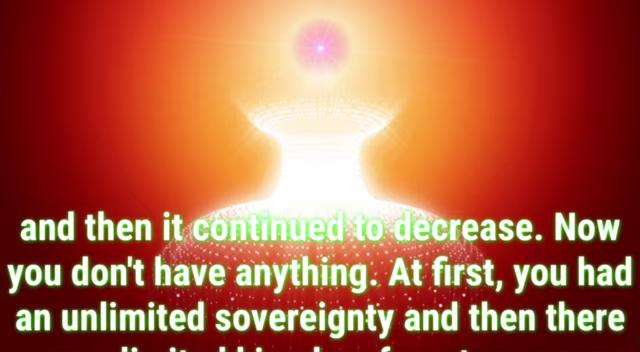 and then it continued to decrease. Now
you don't have anything. At first, you had
an unlimited sovereignty and then there